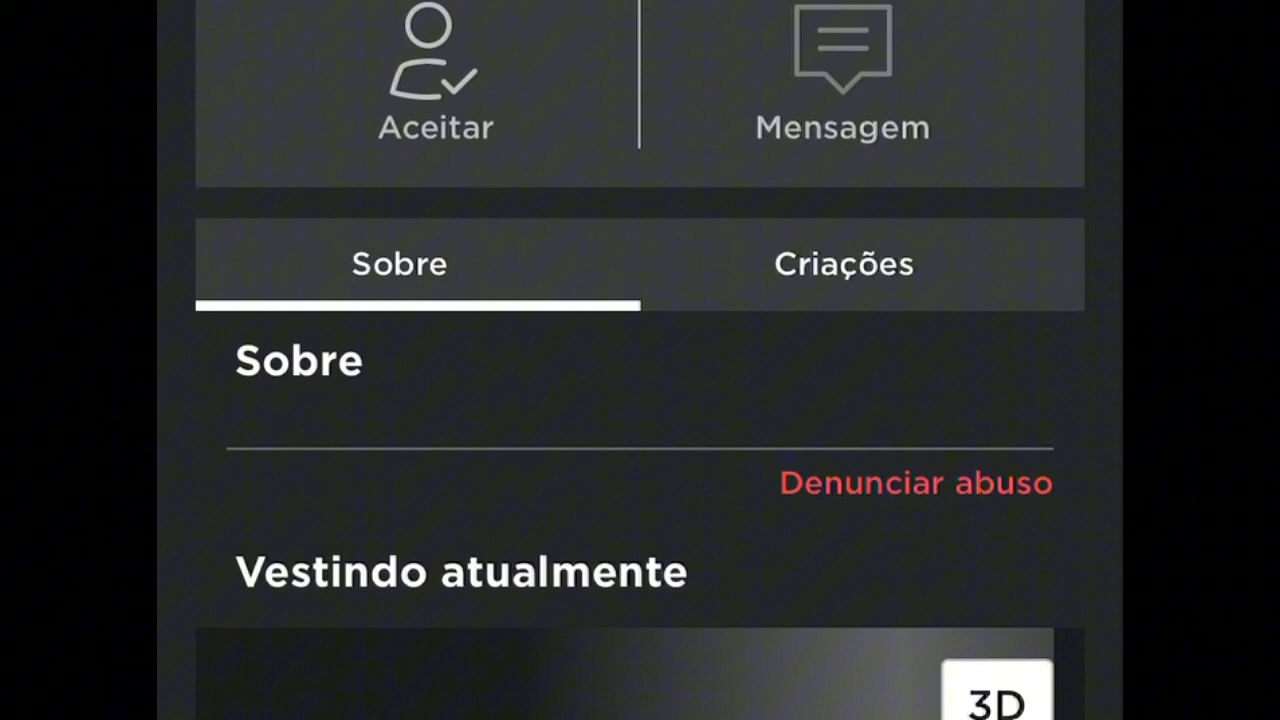 Aceitar
Mensagem
Sobre
Criações
Sobre
Denunciar abuso
Vestindo atualmente
3D